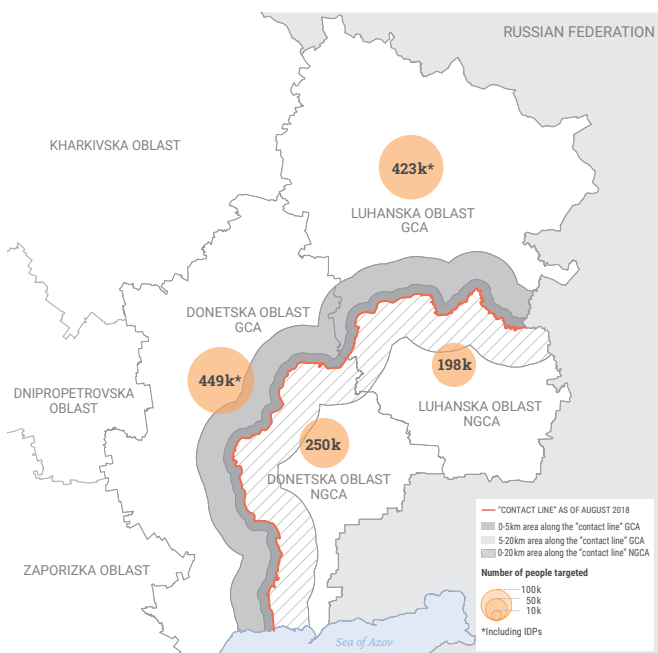 RUSSIAN FEDERATION
KHARKIVSKA OBLAST
423k*
LUHANSKA OBLAST
GCA
DONETSKA OBLAST
GCA
449k*
198k
DNIPROPETROVSKA
OBLAST
LUHANSKA OBLAST
NGCA
250k
DONETSKA OBLAST
NGCA
ZAPORIZKA OBLAST
Sea of Azov
"CONTACT LINE" AS OF AUGUST 2018
0-5km area along the "contact line" GCA
5-20km area along the "contact line" GCA
0-20km area along the "contact line" NGCA
Number of people targeted
100k
50k
10k
*Including IDPs